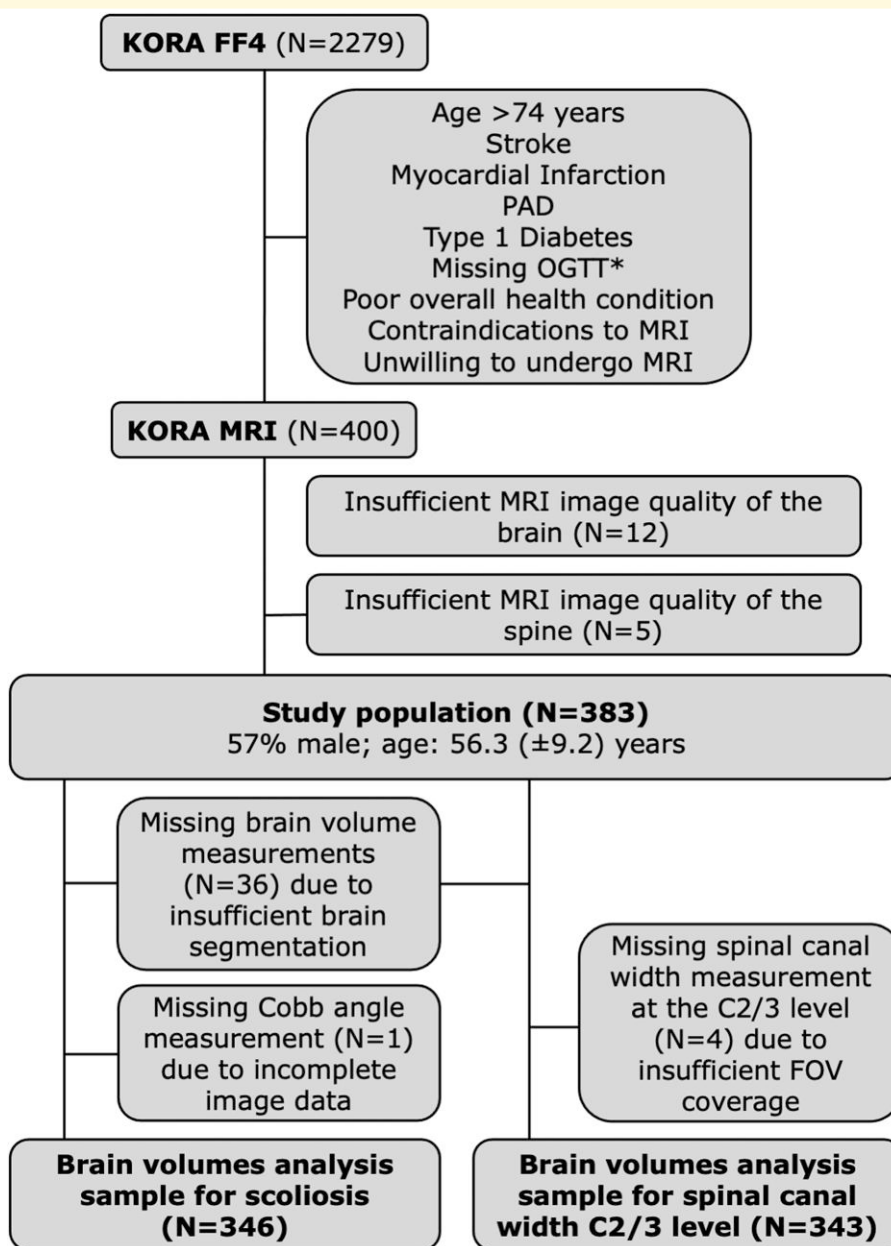 KORA FF4 (N=2279)
Age >74 years
Stroke
Myocardial Infarction
PAD
Type 1 Diabetes
Missing OGTT*
Poor overall health condition
Contraindications to MRI
Unwilling to undergo MRI
KORA MRI (N=400)
Insufficient MRI image quality of the
brain (N=12)
Insufficient MRI image quality of the
spine (N=5)
Study population (N=383)
57% male; age: 56.3 (±9.2) years
Missing brain volume
measurements
(N=36) due to
insufficient brain
segmentation
Missing spinal canal
width measurement
at the C2/3 level
(N=4) due to
insufficient FOV
coverage
Missing Cobb angle
measurement (N=1)
due to incomplete
image data
Brain volumes analysis
sample for scoliosis
(N=346)
Brain volumes analysis
sample for spinal canal
width C2/3 level (N=343)